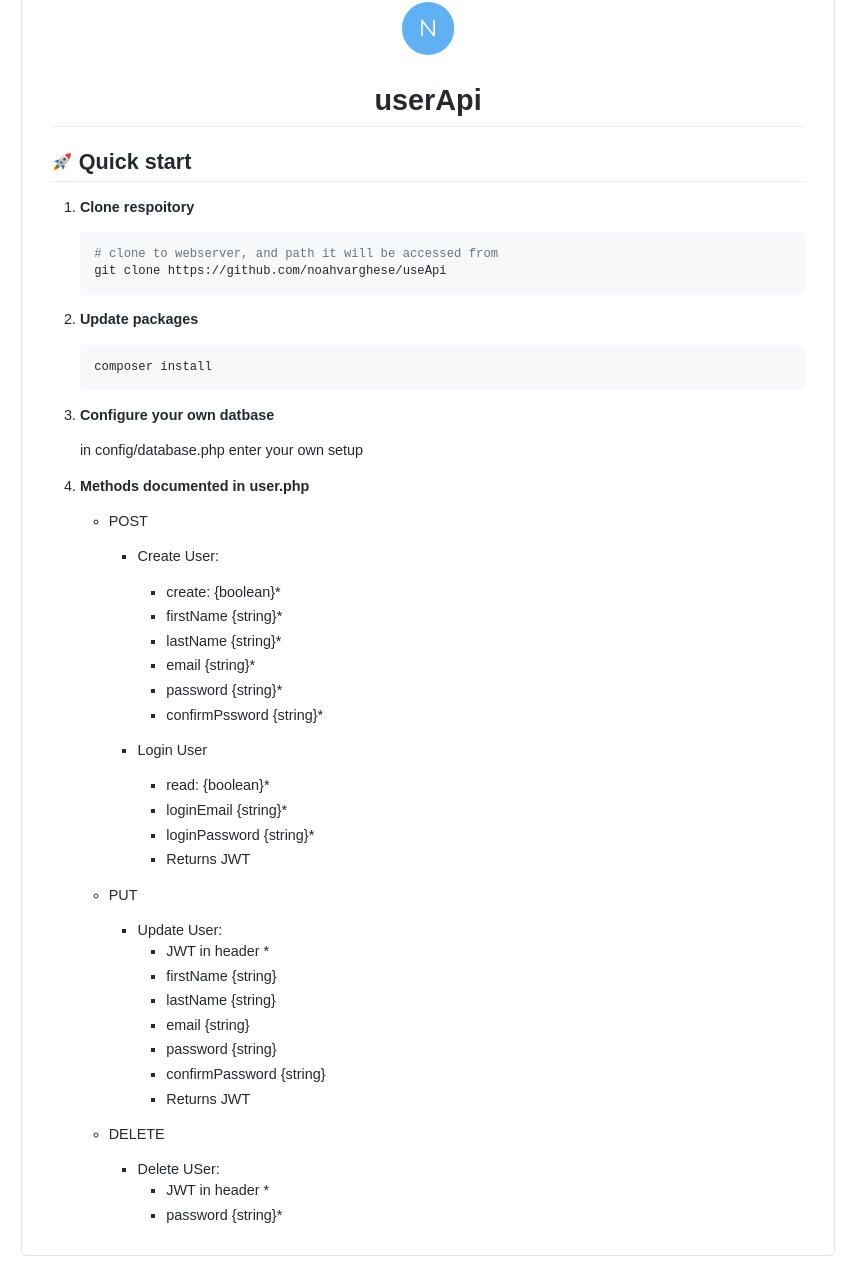 N
userApi
🚀 Quick start
1. Clone respoitory
# clone to webserver, and path it will be accessed from
git clone https://github.com/noahvarghese/useApi
2. Update packages
composer install
3. Configure your own datbase
in config/database.php enter your own setup
4. Methods documented in user.php
POST
Create User:
create: {boolean}*
firstName {string}*
lastName {string}*
email {string}*
password {string}*
confirmPssword {string}*
Login User
read: {boolean}*
loginEmail {string}*
loginPassword {string}*
Returns JWT
PUT
Update User:
JWT in header *
firstName {string}
lastName {string}
email {string}
password {string}
confirmPassword {string}
Returns JWT
DELETE
Delete USer:
JWT in header *
password {string}*